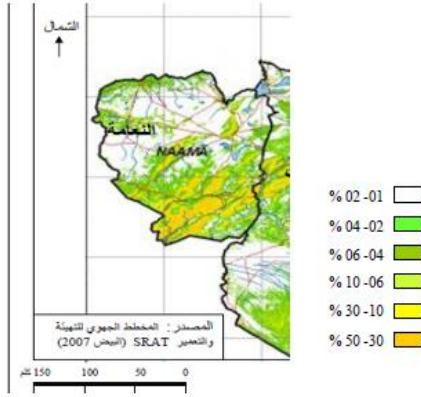 الشمال
النعامة
NAAMA
% 02 -01
% 04 -02
% 06 -04
% 10 -06
% 30 -10
% 50 -30
المصدر : المخطط الجهوي للتهيئة
والتعمير SRAT (البيض 2007)
كلم 150 100 50 0